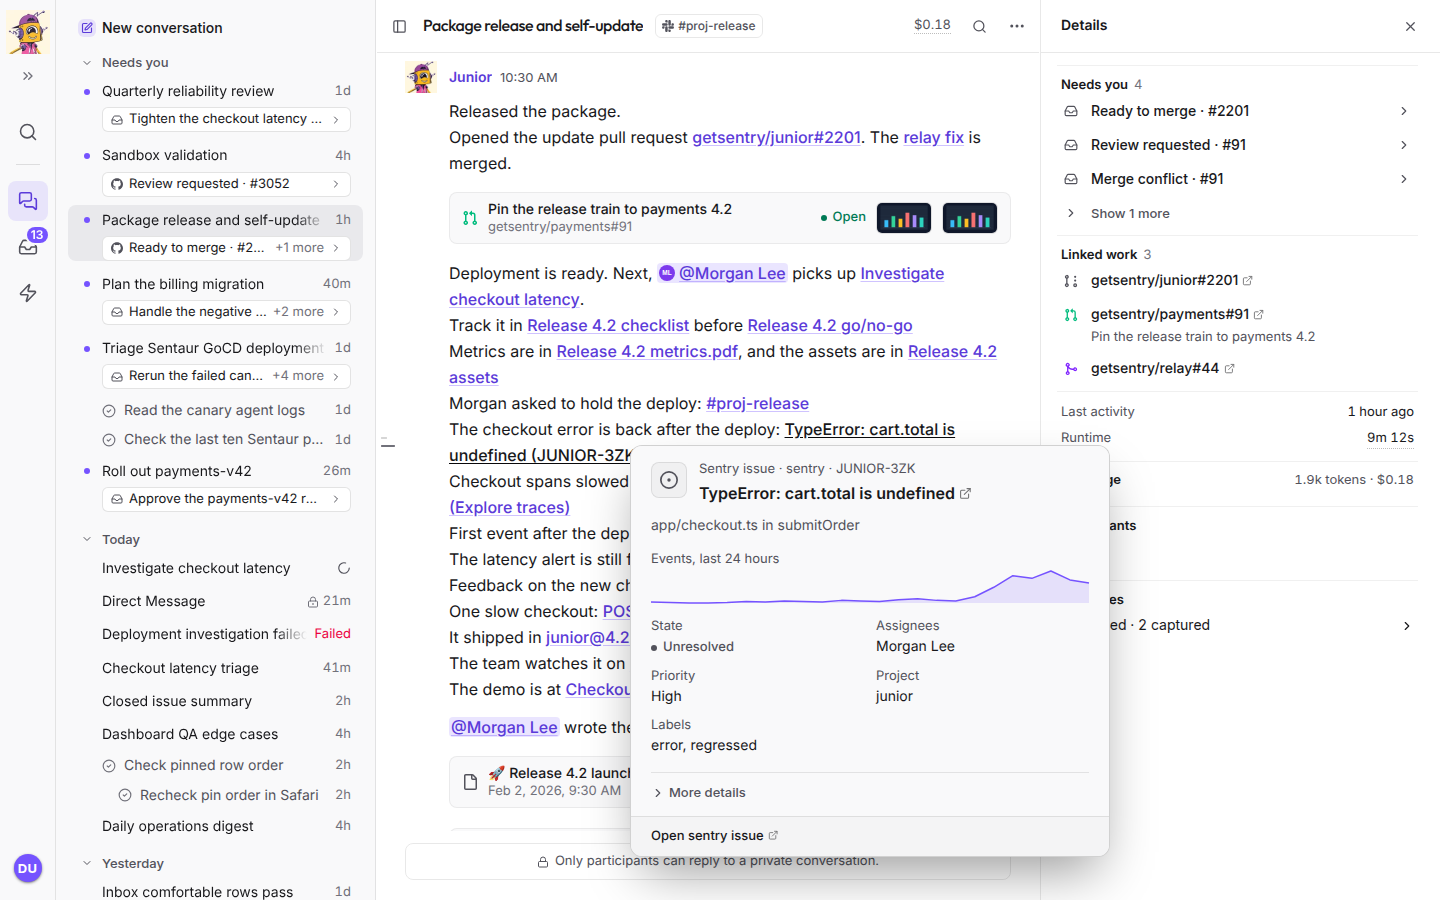 New conversation
Needs you
Quarterly reliability review 1d
Tighten the checkout latency ...
Sandbox validation 4h
Review requested · #3052
Package release and self-update 1h
Ready to merge · #2... +1 more
Plan the billing migration 40m
Handle the negative ... +2 more
Triage Sentaur GoCD deployment 1d
Rerun the failed can... +4 more
Read the canary agent logs 1d
Check the last ten Sentaur p... 1d
Roll out payments-v42 26m
Approve the payments-v42 r...
Today
Investigate checkout latency
Direct Message 21m
Deployment investigation failed Failed
Checkout latency triage 41m
Closed issue summary 2h
Dashboard QA edge cases 4h
Check pinned row order 2h
Recheck pin order in Safari 2h
Daily operations digest 4h
Yesterday
Inbox comfortable rows pass 1d
13
DU
Package release and self-update #proj-release $0.18
Junior 10:30 AM
Released the package.
Opened the update pull request getsentry/junior#2201. The relay fix is
merged.
Pin the release train to payments 4.2
getsentry/payments#91
Open
Deployment is ready. Next, ML @Morgan Lee picks up Investigate
checkout latency.
Track it in Release 4.2 checklist before Release 4.2 go/no-go
Metrics are in Release 4.2 metrics.pdf, and the assets are in Release 4.2
assets
Morgan asked to hold the deploy: #proj-release
The checkout error is back after the deploy: TypeError: cart.total is
undefined (JUNIOR-3ZK
Checkout spans slowed
(Explore traces)
First event after the dep
The latency alert is still f
Feedback on the new ch
One slow checkout: POS
It shipped in junior@4.2
The team watches it on
The demo is at Checkou
@Morgan Lee wrote the
🚀 Release 4.2 launch
Feb 2, 2026, 9:30 AM
Only participants can reply to a private conversation.
Sentry issue · sentry · JUNIOR-3ZK
TypeError: cart.total is undefined
app/checkout.ts in submitOrder
Events, last 24 hours
State Assignees
Unresolved Morgan Lee
Priority Project
High junior
Labels
error, regressed
More details
Open sentry issue
Details
Needs you 4
Ready to merge · #2201
Review requested · #91
Merge conflict · #91
Show 1 more
Linked work 3
getsentry/junior#2201
getsentry/payments#91
Pin the release train to payments 4.2
getsentry/relay#44
Last activity 1 hour ago
Runtime 9m 12s
ge 1.9k tokens · $0.18
ants
es
ed · 2 captured